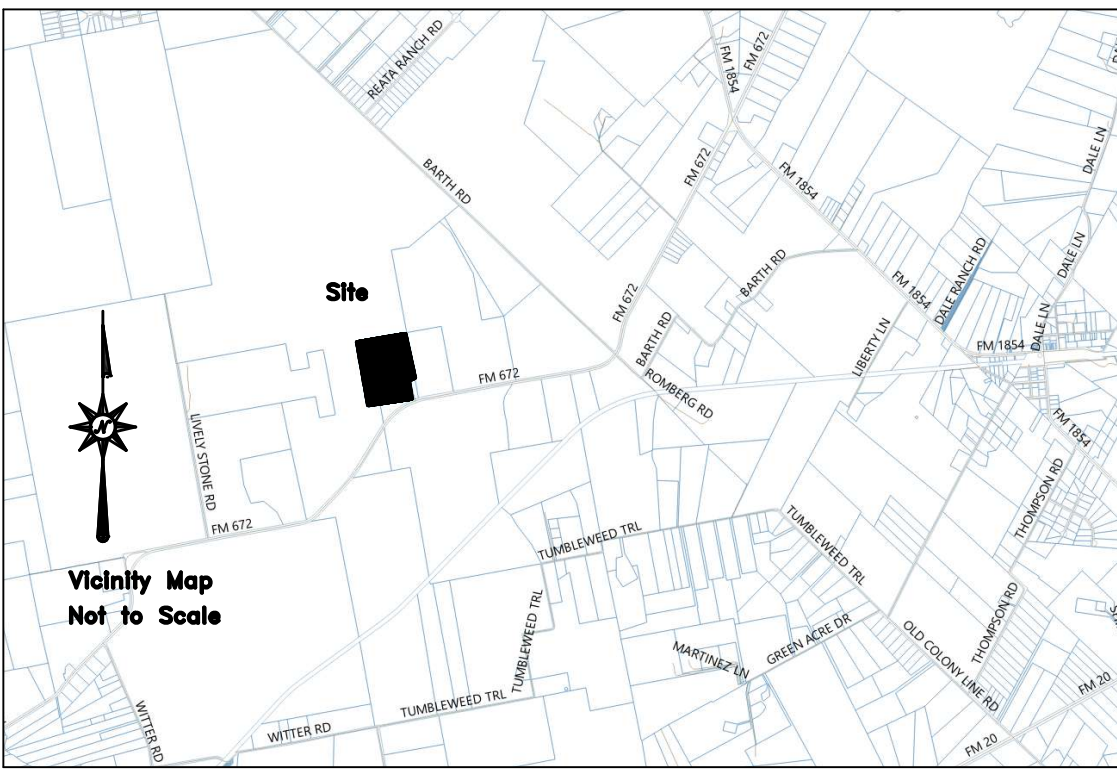 REATA RANCH RD
FM 1854
FM 672
BARTH RD
FM 672
FM 1854
DALE LN
DALE LN
BARTH RD
DALE RANCH RD
FM 1854
Site
FM 672
BARTH RD
LIBERTY LN
DALE LN
FM 1854
FM 672
ROMBERG RD
N
LIVELY STONE RD
FM 1854
THOMPSON RD
FM 672
TUMBLEWEED TRL
TUMBLEWEED TRL
Vicinity Map
Not to Scale
TUMBLEWEED TRL
GREEN ACRE DR
THOMPSON RD
MARTINEZ LN
OLD COLONY LINE RD
FM 20
TUMBLEWEED TRL
WITTER RD
WITTER RD
FM 20